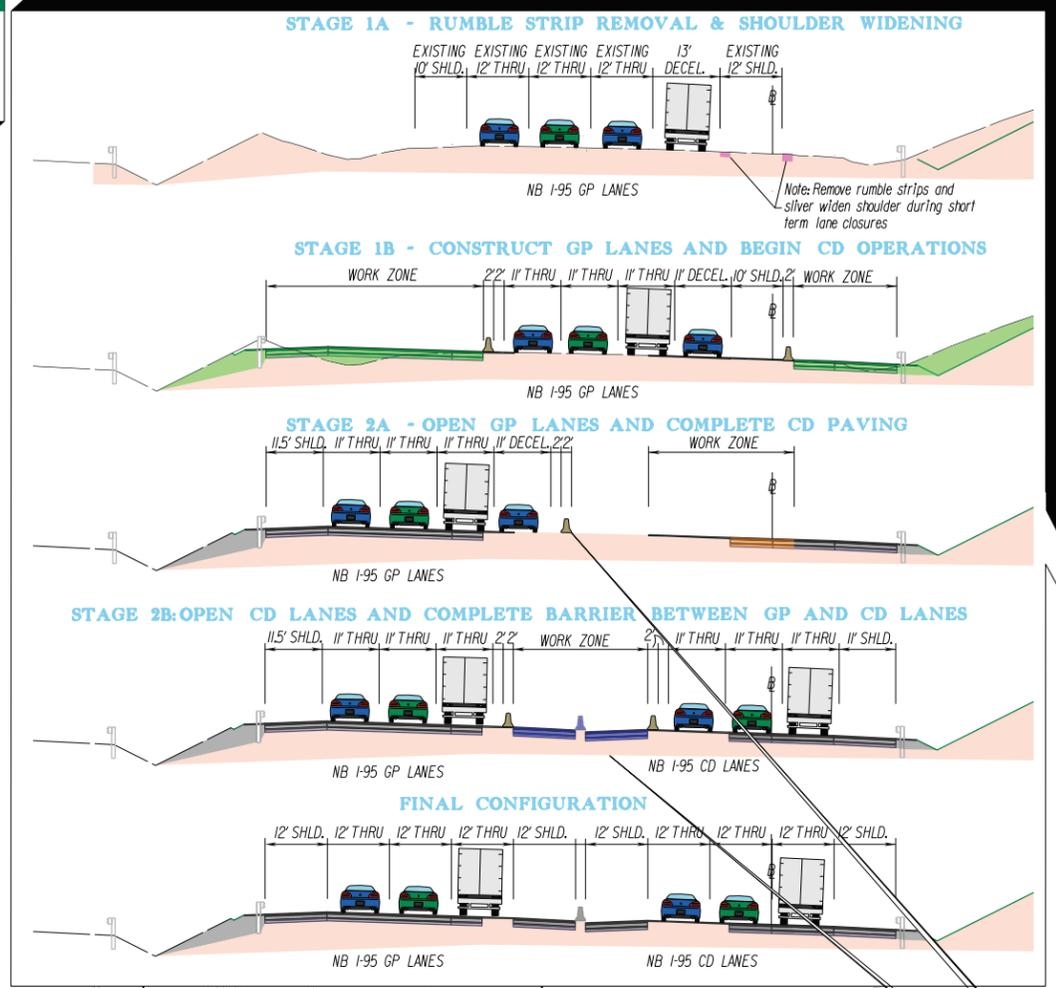 STAGE 1A - RUMBLE STRIP REMOVAL & SHOULDER WIDENING
EXISTING EXISTING EXISTING EXISTING 13' EXISTING
10' SHLD. 12' THRU 12' THRU 12' THRU DECEL. 12' SHLD.
NB I-95 GP LANES
Note: Remove rumble strips and
sliver widen shoulder during short
term lane closures
STAGE 1B - CONSTRUCT GP LANES AND BEGIN CD OPERATIONS
WORK ZONE 2' 2' 11' THRU 11' THRU 11' THRU 11' DECEL. 10' SHLD. 2' WORK ZONE
NB I-95 GP LANES
STAGE 2A - OPEN GP LANES AND COMPLETE CD PAVING
11.5' SHLD. 11' THRU 11' THRU 11' THRU 11' DECEL. 2' 2' WORK ZONE
NB I-95 GP LANES
STAGE 2B: OPEN CD LANES AND COMPLETE BARRIER BETWEEN GP AND CD LANES
11.5' SHLD. 11' THRU 11' THRU 11' THRU 2' 2' WORK ZONE 2' 11' THRU 11' THRU 11' THRU 11' SHLD.
NB I-95 GP LANES NB I-95 CD LANES
FINAL CONFIGURATION
12' SHLD. 12' THRU 12' THRU 12' THRU 12' SHLD. 12' SHLD. 12' THRU 12' THRU 12' THRU 12' SHLD.
NB I-95 GP LANES NB I-95 CD LANES